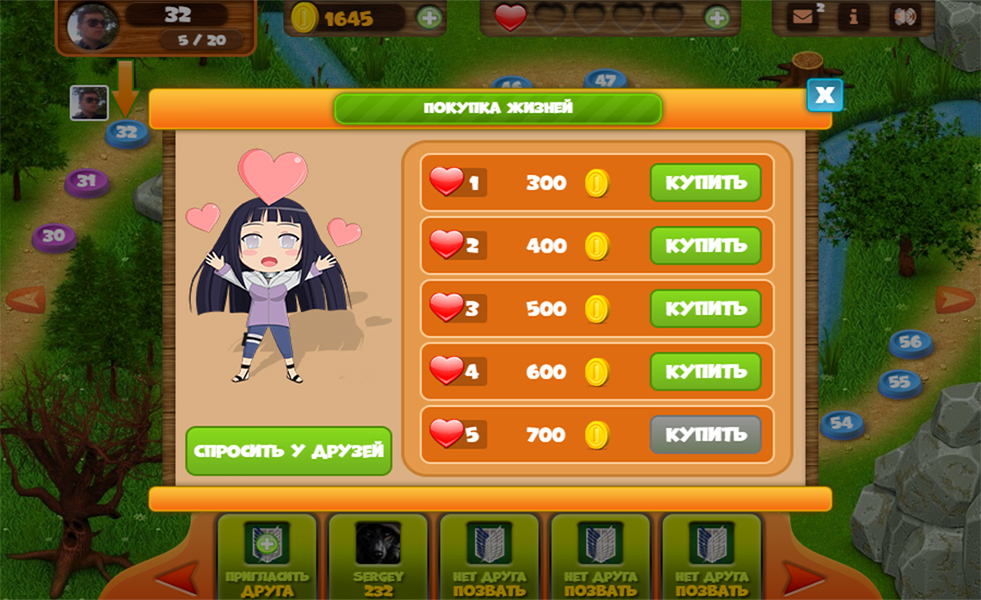 32
1645
2
i
5 / 20
46
47
ПОКУПКА ЖИЗНЕЙ
X
32
31
30
1 300 КУПИТЬ
2 400 КУПИТЬ
3 500 КУПИТЬ
4 600 КУПИТЬ
5 700 КУПИТЬ
СПРОСИТЬ У ДРУЗЕЙ
56
55
54
ПРИГЛАСИТЬ
ДРУГА
SERGEY
232
НЕТ ДРУГА
ПОЗВАТЬ
НЕТ ДРУГА
ПОЗВАТЬ
НЕТ ДРУГА
ПОЗВАТЬ